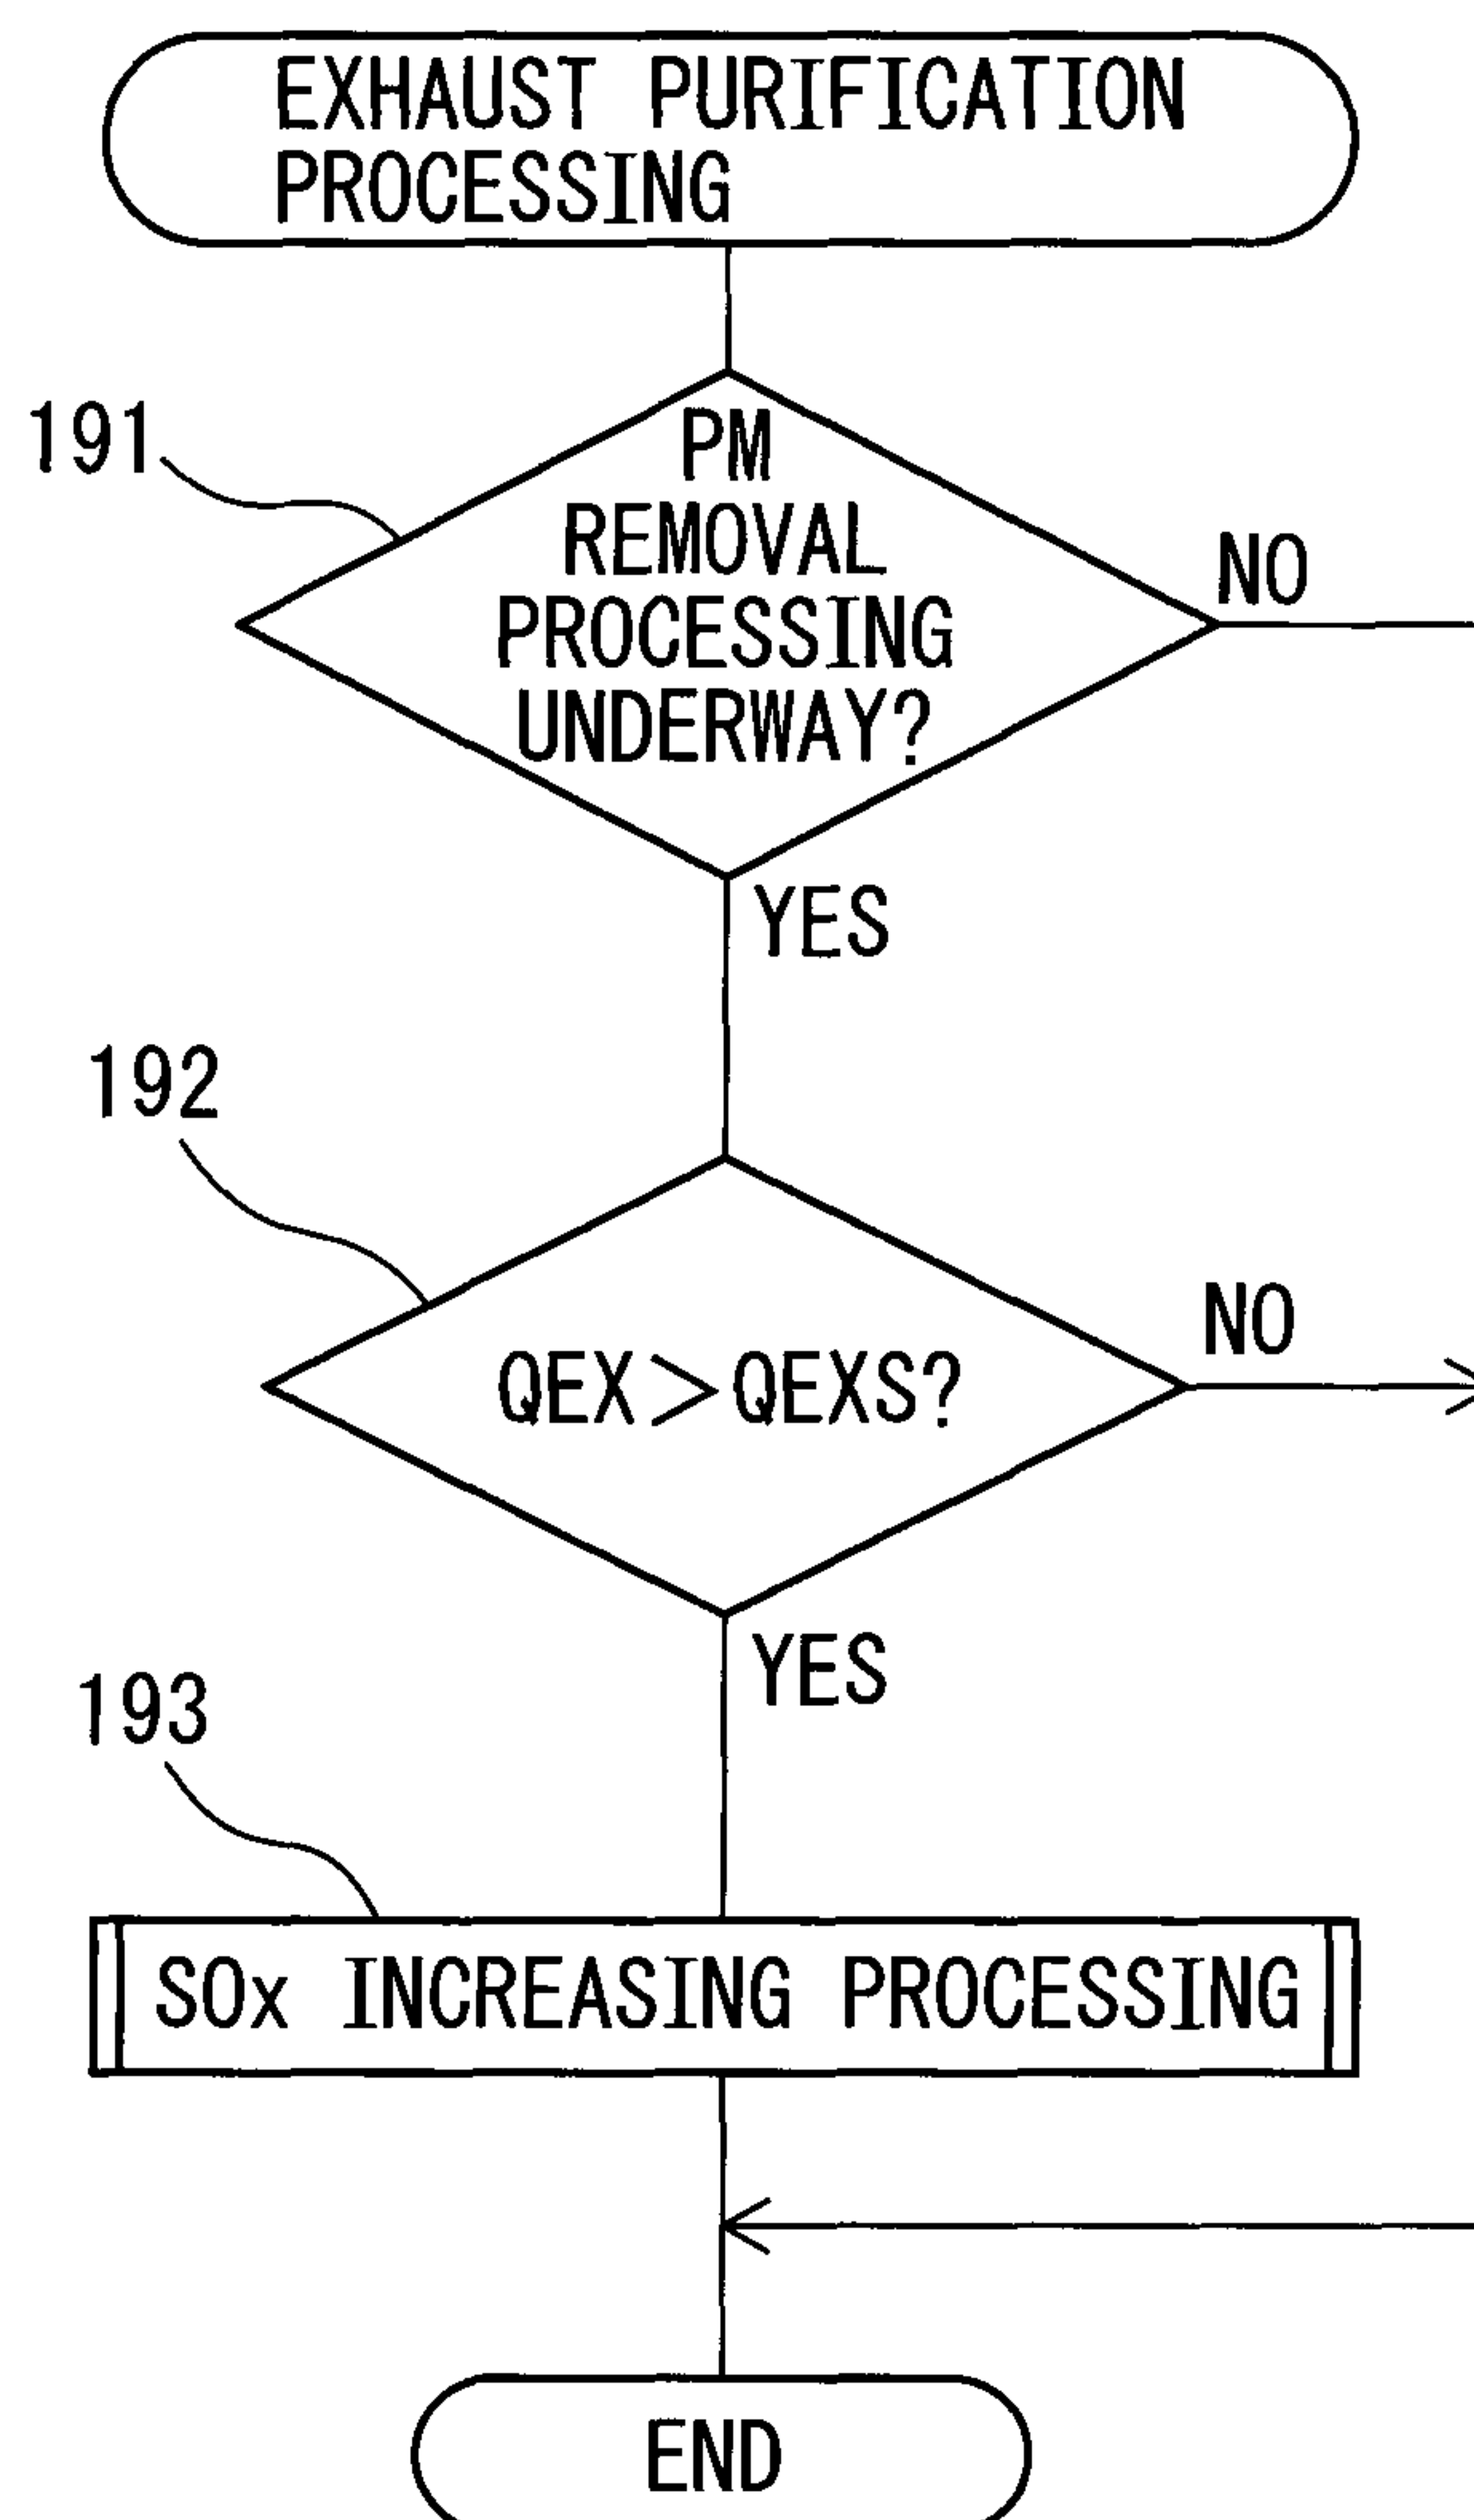 EXHAUST PURIFICATION
PROCESSING
191
PM
REMOVAL
PROCESSING
UNDERWAY?
NO
YES
192
QEX>QEXS?
NO
YES
193
SOx INCREASING PROCESSING
END